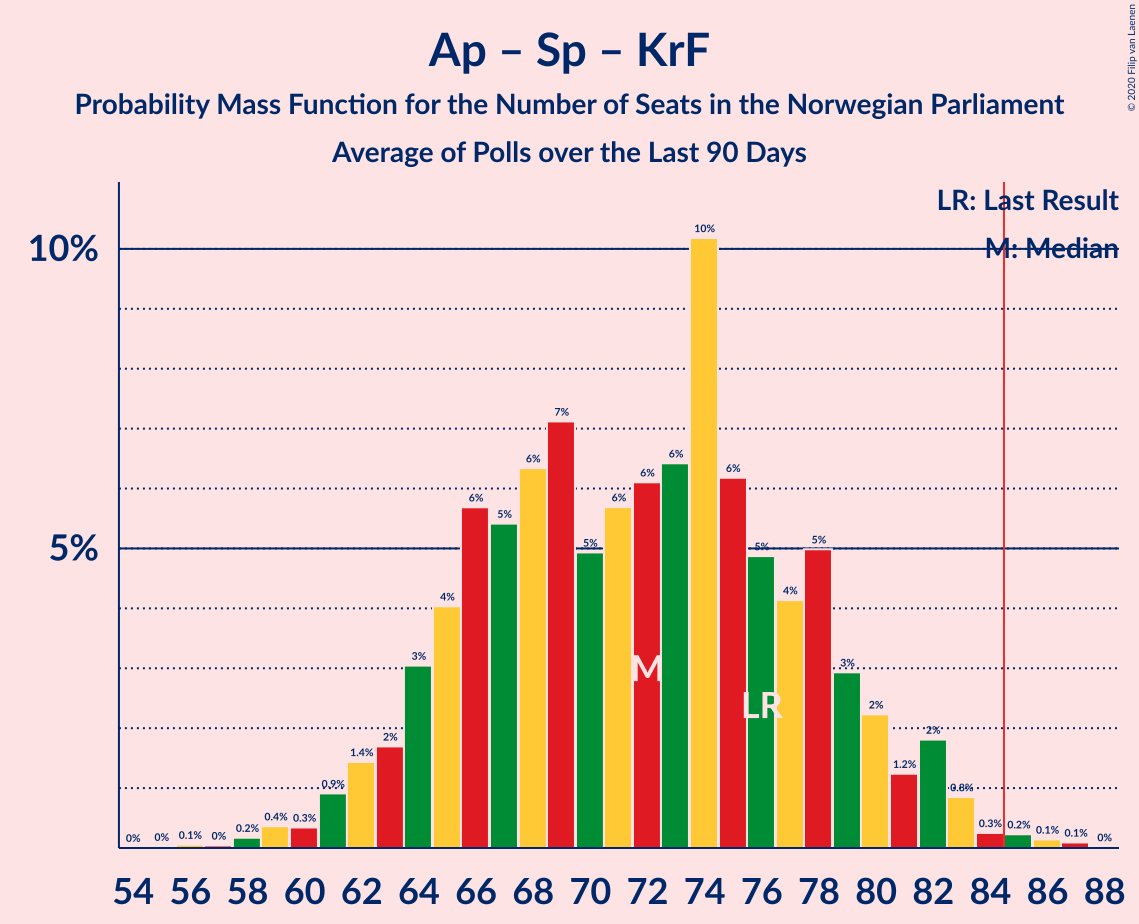 © 2020 Filip van Laenen
Ap – Sp – KrF
Probability Mass Function for the Number of Seats in the Norwegian Parliament
Average of Polls over the Last 90 Days
LR: Last Result
M: Median
10%
5%
0% 0% 0.1% 0% 0.2% 0.4% 0.3% 0.9% 1.4% 2% 3% 4% 6% 5% 6% 7% 5% 6% 6% 6% 10% 6% 5% 4% 5% 3% 2% 1.2% 2% 0.8% 0.3% 0.2% 0.1% 0.1% 0%
M
LR
54 56 58 60 62 64 66 68 70 72 74 76 78 80 82 84 86 88